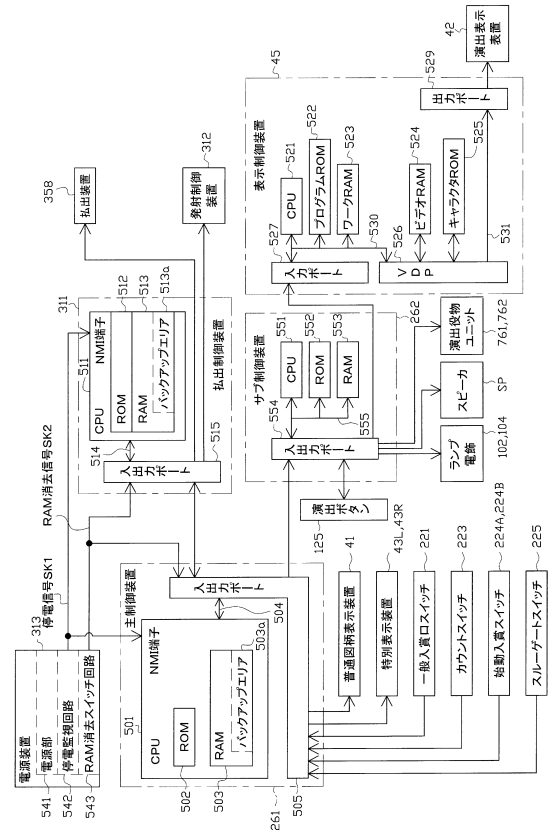 電源装置
313
電源部
541
停電監視回路
542
RAM消去スイッチ回路
543
停電信号SK1
RAM消去信号SK2
主制御装置
261
501
CPU
NMI端子
ROM
502
RAM
503
バックアップエリア
503a
504
入出力ポート
505
311
払出制御装置
511
CPU
NMI端子
ROM
512
RAM
513
バックアップエリア
513a
514
入出力ポート
515
358
払出装置
312
発射制御
装置
サブ制御装置
262
CPU
551
ROM
552
RAM
553
554
入出力ポート
555
演出ボタン
125
ランプ
電飾
102,104
スピーカ
SP
演出役物
ユニット
761,762
表示制御装置
45
CPU
521
プログラムROM
522
ワークRAM
523
527
入力ポート
530
526
VDP
ビデオRAM
524
キャラクタROM
525
531
出力ポート
529
42
演出表示
装置
普通図柄表示装置
41
特別表示装置
43L,43R
一般入賞口スイッチ
221
カウントスイッチ
223
始動入賞スイッチ
224A,224B
スルーゲートスイッチ
225